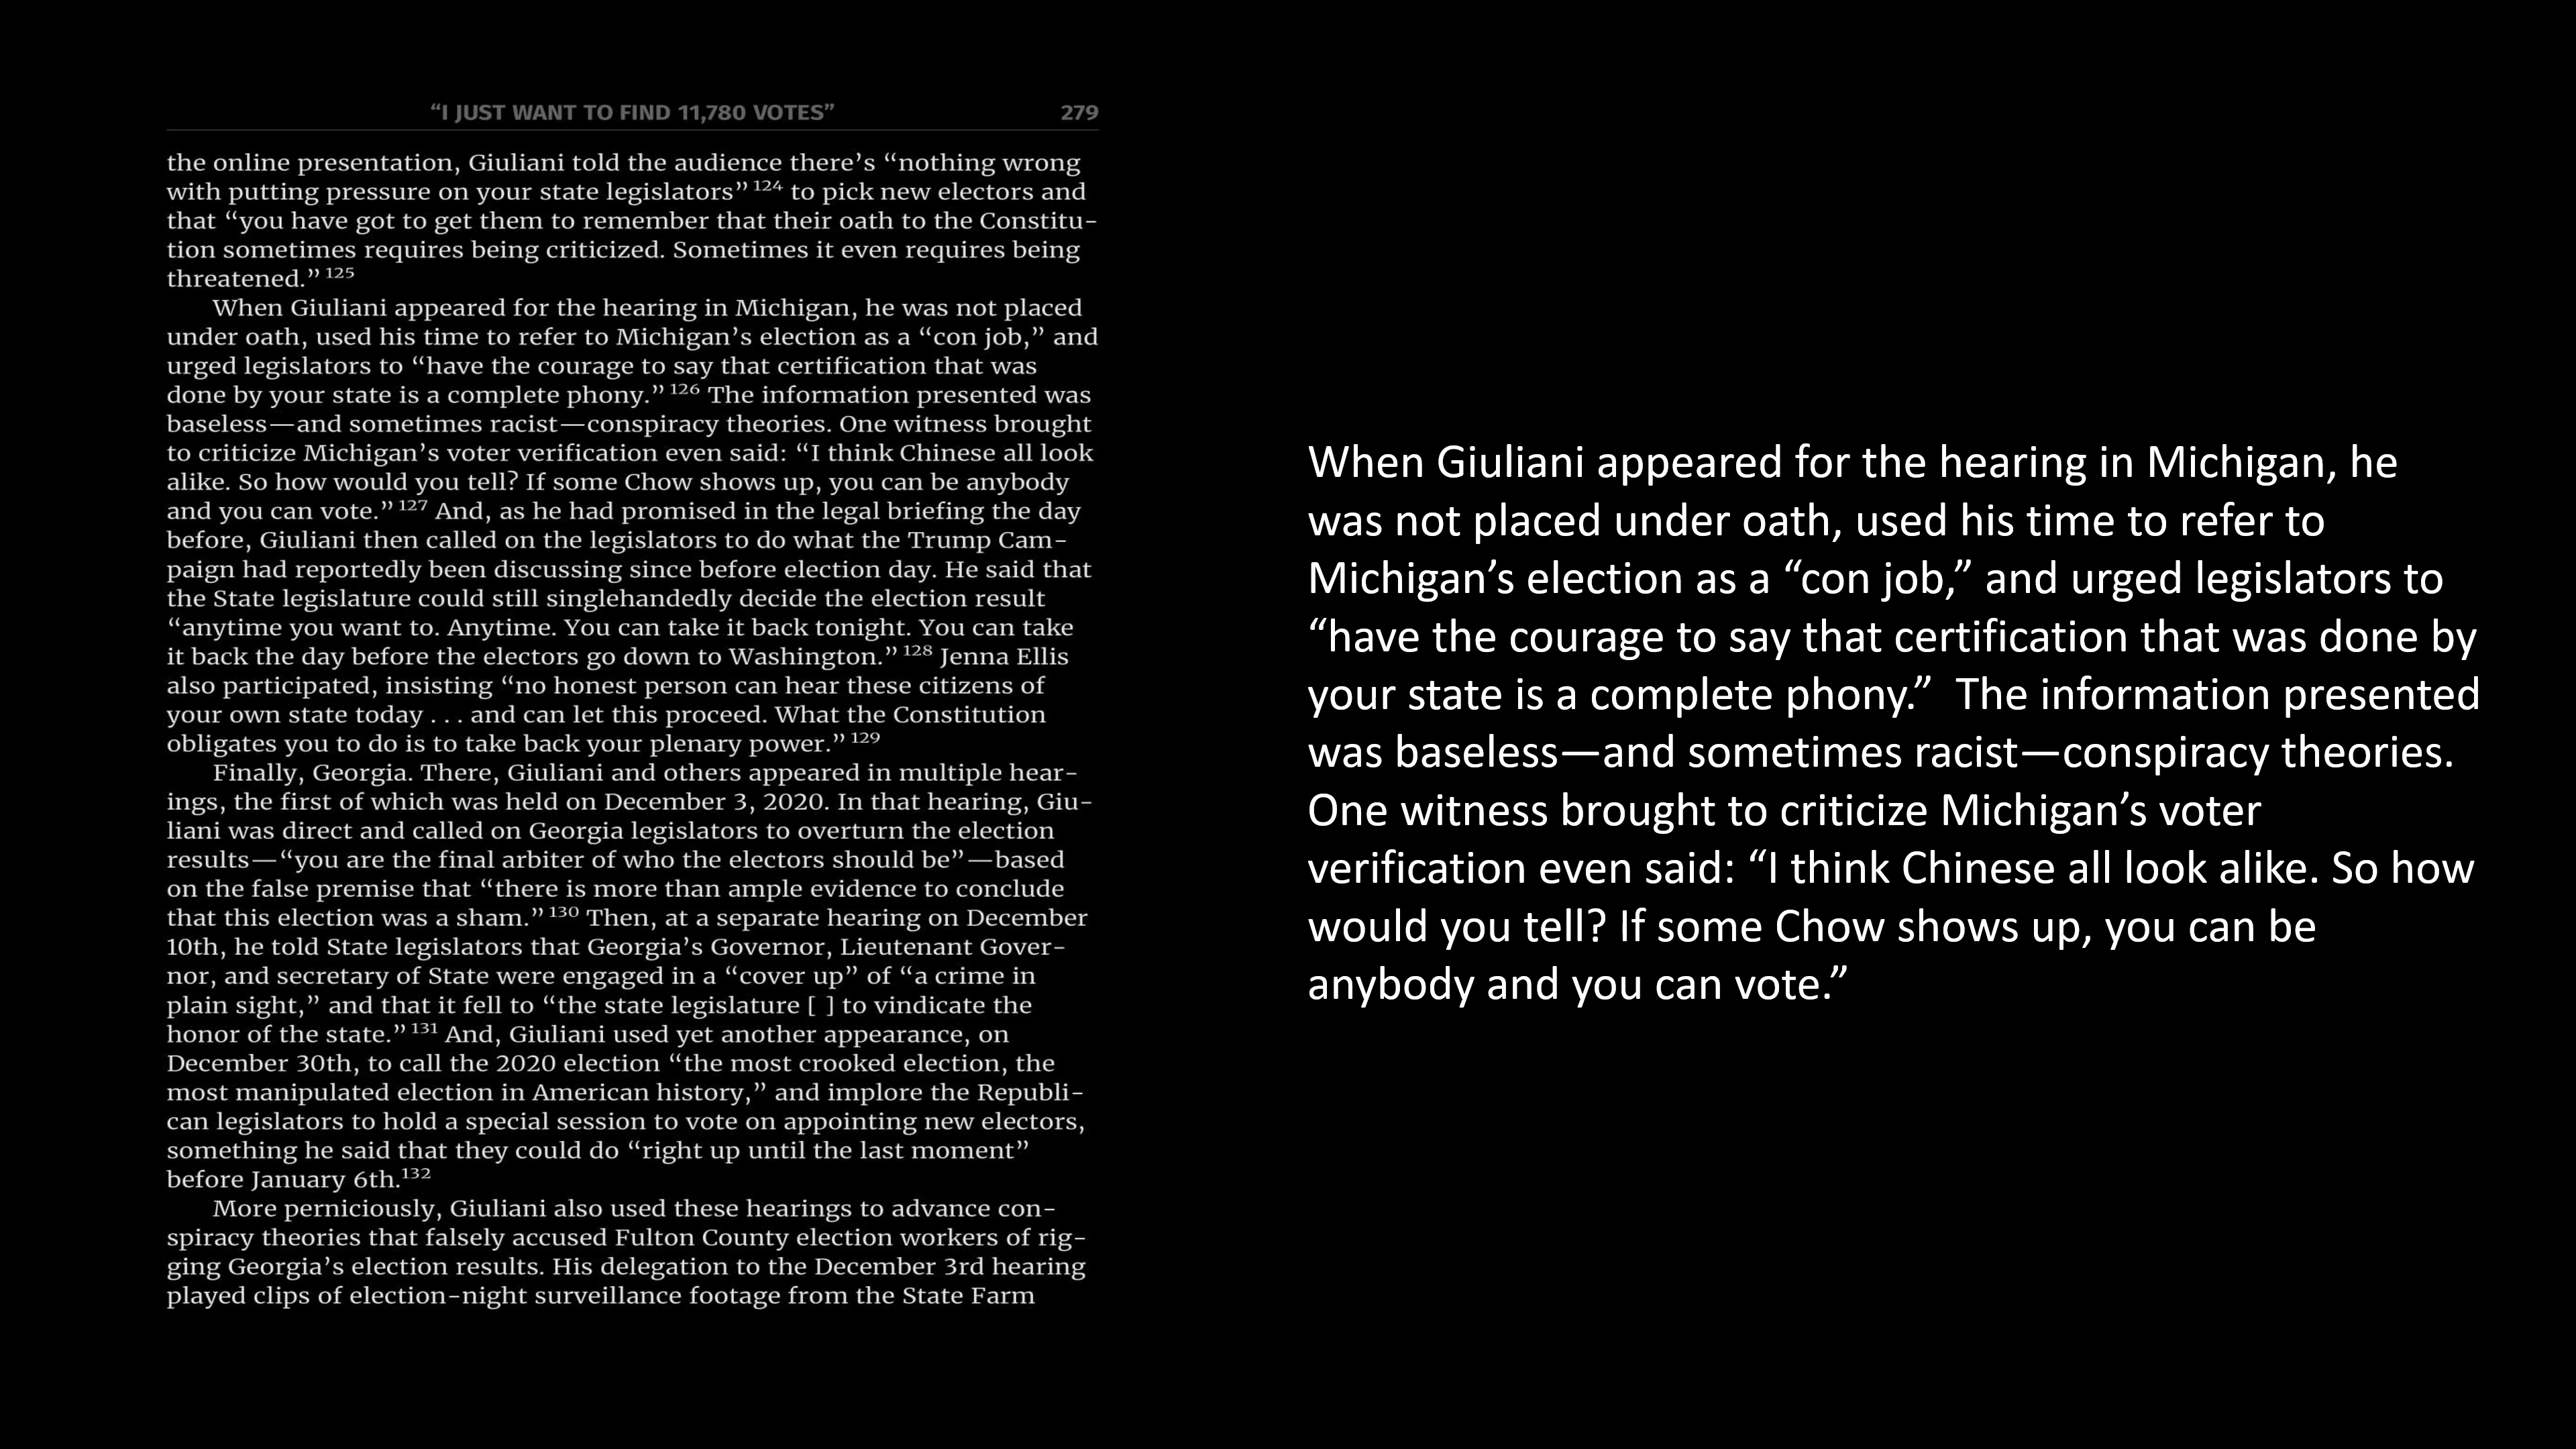 “I JUST WANT TO FIND 11,780 VOTES” 279
the online presentation, Giuliani told the audience there’s “nothing wrong
with putting pressure on your state legislators” 124 to pick new electors and
that “you have got to get them to remember that their oath to the Constitu-
tion sometimes requires being criticized. Sometimes it even requires being
threatened.” 125
When Giuliani appeared for the hearing in Michigan, he was not placed
under oath, used his time to refer to Michigan’s election as a “con job,” and
urged legislators to “have the courage to say that certification that was
done by your state is a complete phony.” 126 The information presented was
baseless—and sometimes racist—conspiracy theories. One witness brought
to criticize Michigan’s voter verification even said: “I think Chinese all look
alike. So how would you tell? If some Chow shows up, you can be anybody
and you can vote.” 127 And, as he had promised in the legal briefing the day
before, Giuliani then called on the legislators to do what the Trump Cam-
paign had reportedly been discussing since before election day. He said that
the State legislature could still singlehandedly decide the election result
“anytime you want to. Anytime. You can take it back tonight. You can take
it back the day before the electors go down to Washington.” 128 Jenna Ellis
also participated, insisting “no honest person can hear these citizens of
your own state today . . . and can let this proceed. What the Constitution
obligates you to do is to take back your plenary power.” 129
Finally, Georgia. There, Giuliani and others appeared in multiple hear-
ings, the first of which was held on December 3, 2020. In that hearing, Giu-
liani was direct and called on Georgia legislators to overturn the election
results—“you are the final arbiter of who the electors should be”—based
on the false premise that “there is more than ample evidence to conclude
that this election was a sham.” 130 Then, at a separate hearing on December
10th, he told State legislators that Georgia’s Governor, Lieutenant Gover-
nor, and secretary of State were engaged in a “cover up” of “a crime in
plain sight,” and that it fell to “the state legislature [ ] to vindicate the
honor of the state.” 131 And, Giuliani used yet another appearance, on
December 30th, to call the 2020 election “the most crooked election, the
most manipulated election in American history,” and implore the Republi-
can legislators to hold a special session to vote on appointing new electors,
something he said that they could do “right up until the last moment”
before January 6th.132
More perniciously, Giuliani also used these hearings to advance con-
spiracy theories that falsely accused Fulton County election workers of rig-
ging Georgia’s election results. His delegation to the December 3rd hearing
played clips of election-night surveillance footage from the State Farm
When Giuliani appeared for the hearing in Michigan, he
was not placed under oath, used his time to refer to
Michigan’s election as a “con job,” and urged legislators to
“have the courage to say that certification that was done by
your state is a complete phony.”  The information presented
was baseless—and sometimes racist—conspiracy theories.
One witness brought to criticize Michigan’s voter
verification even said: “I think Chinese all look alike. So how
would you tell? If some Chow shows up, you can be
anybody and you can vote.”